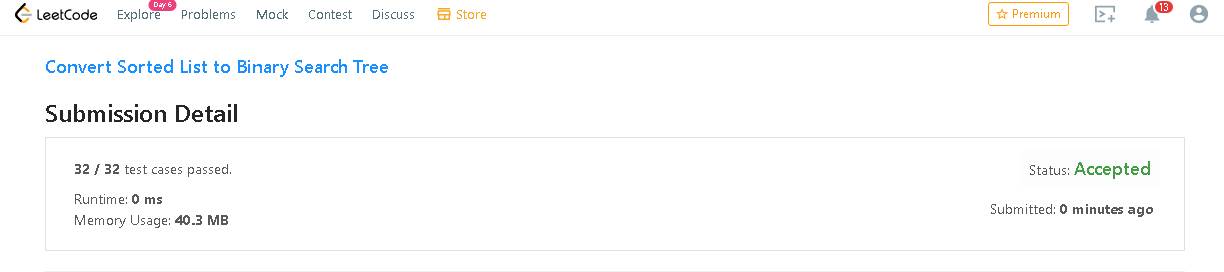 LeetCode Explore Day 6 Problems Mock Contest Discuss Store Premium 13
Convert Sorted List to Binary Search Tree
Submission Detail
32 / 32 test cases passed.
Status: Accepted
Runtime: 0 ms
Memory Usage: 40.3 MB
Submitted: 0 minutes ago